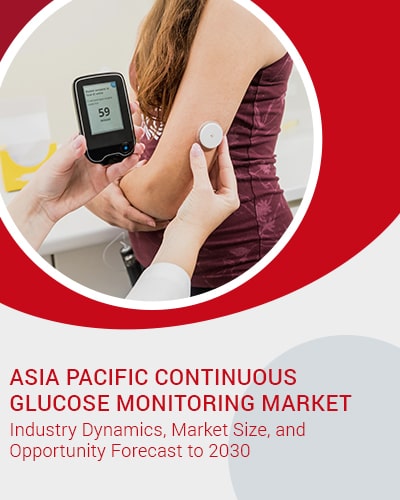 59
ASIA PACIFIC CONTINUOUS
GLUCOSE MONITORING MARKET
Industry Dynamics, Market Size, and
Opportunity Forecast to 2030